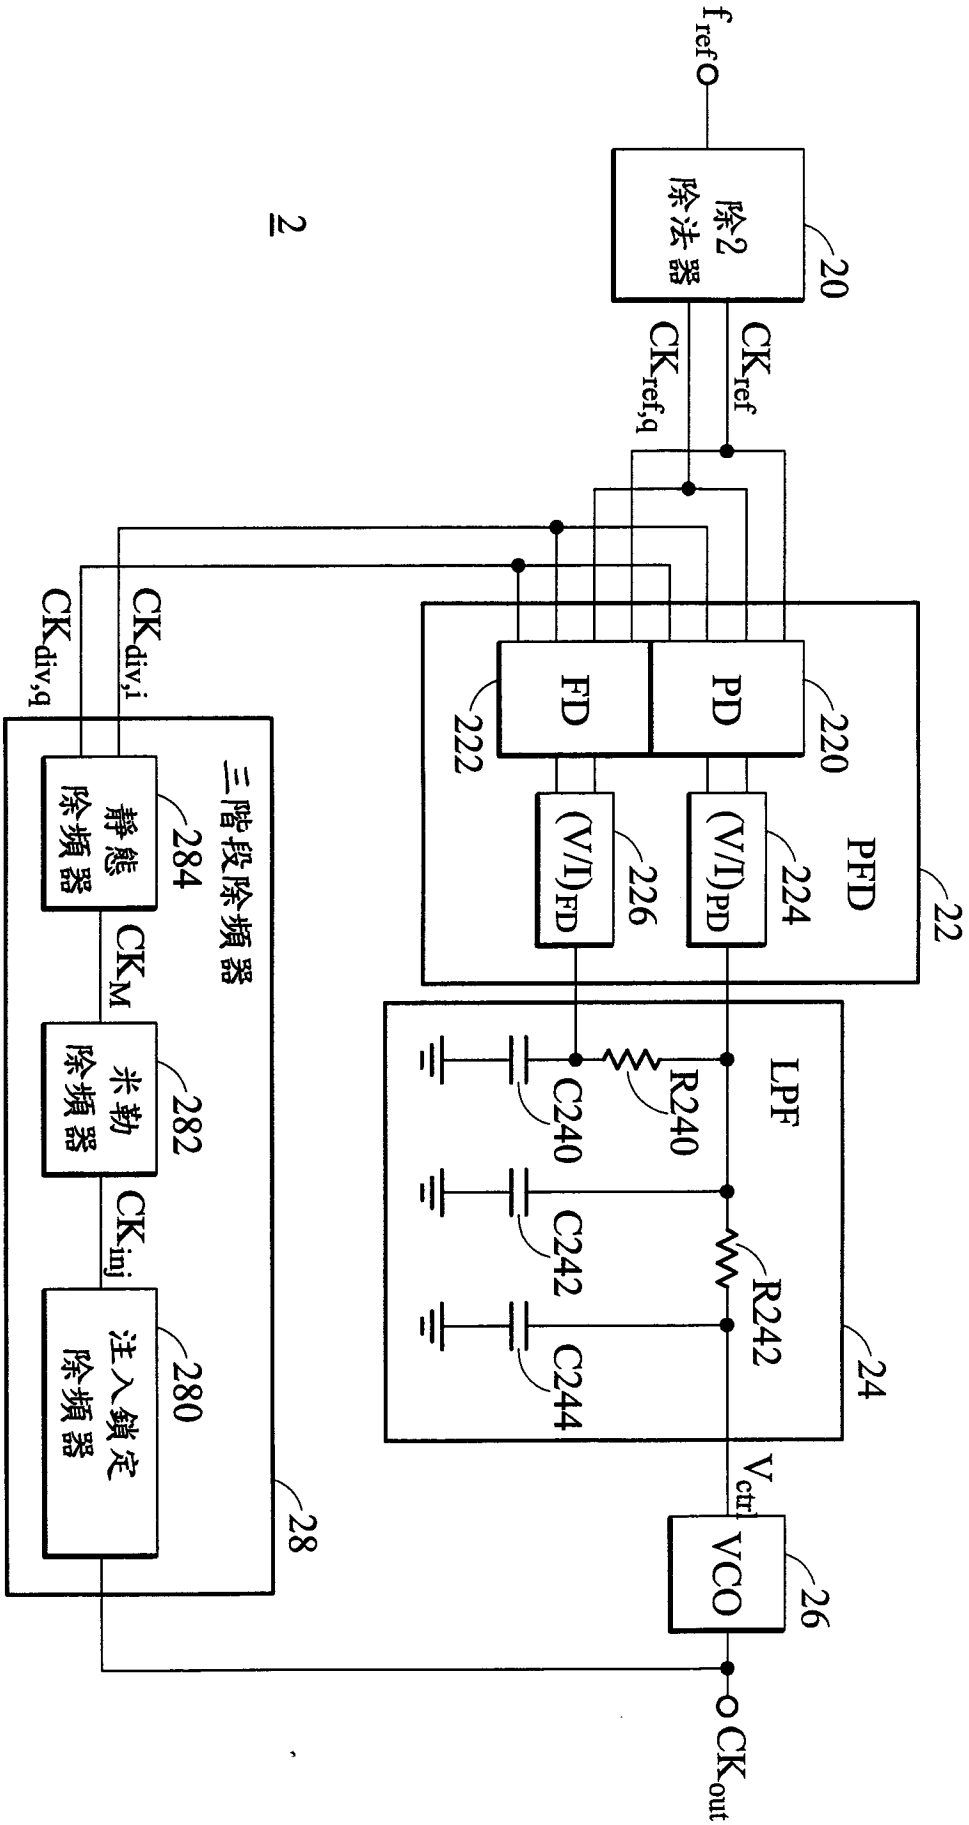 f_ref
除2
除法器
20
CK_ref
CK_ref,q
PFD
22
PD
220
FD
222
(V/I)_PD
224
(V/I)_FD
226
LPF
24
R240
C240
C242
R242
C244
V_ctrl
VCO
26
CK_out
2
CK_div,i
CK_div,q
三階段除頻器
28
靜態
除頻器
284
CK_M
米勒
除頻器
282
CK_inj
注入鎖定
除頻器
280